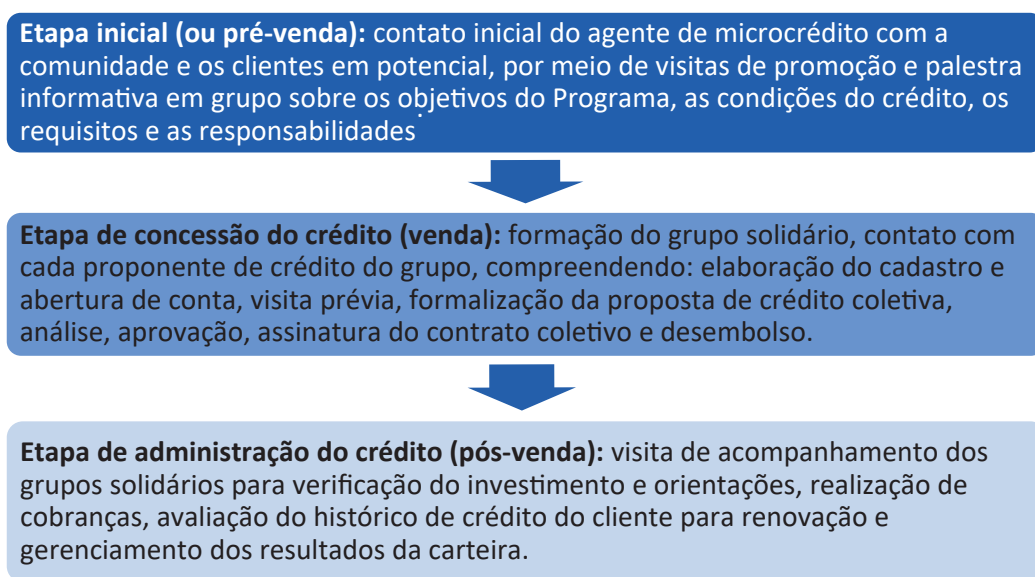 Etapa inicial (ou pré-venda): contato inicial do agente de microcrédito com a
comunidade e os clientes em potencial, por meio de visitas de promoção e palestra
informativa em grupo sobre os objetivos do Programa, as condições do crédito, os
requisitos e as responsabilidades
Etapa de concessão do crédito (venda): formação do grupo solidário, contato com
cada proponente de crédito do grupo, compreendendo: elaboração do cadastro e
abertura de conta, visita prévia, formalização da proposta de crédito coletiva,
análise, aprovação, assinatura do contrato coletivo e desembolso.
Etapa de administração do crédito (pós-venda): visita de acompanhamento dos
grupos solidários para verificação do investimento e orientações, realização de
cobranças, avaliação do histórico de crédito do cliente para renovação e
gerenciamento dos resultados da carteira.